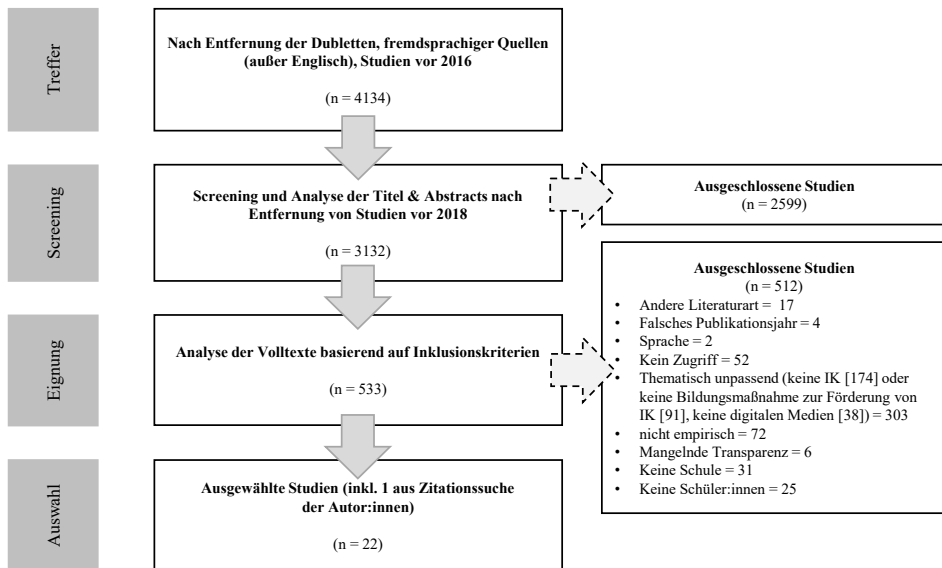 Treffer
Nach Entfernung der Dubletten, fremdsprachiger Quellen
(außer Englisch), Studien vor 2016
(n = 4134)
Screening
Screening und Analyse der Titel & Abstracts nach
Entfernung von Studien vor 2018
(n = 3132)
Ausgeschlossene Studien
(n = 2599)
Eignung
Analyse der Volltexte basierend auf Inklusionskriterien
(n = 533)
Ausgeschlossene Studien
(n = 512)
• Andere Literaturart = 17
• Falsches Publikationsjahr = 4
• Sprache = 2
• Kein Zugriff = 52
• Thematisch unpassend (keine IK [174] oder
keine Bildungsmaßnahme zur Förderung von
IK [91], keine digitalen Medien [38]) = 303
• nicht empirisch = 72
• Mangelnde Transparenz = 6
• Keine Schule = 31
• Keine Schüler:innen = 25
Auswahl
Ausgewählte Studien (inkl. 1 aus Zitationssuche
der Autor:innen)
(n = 22)